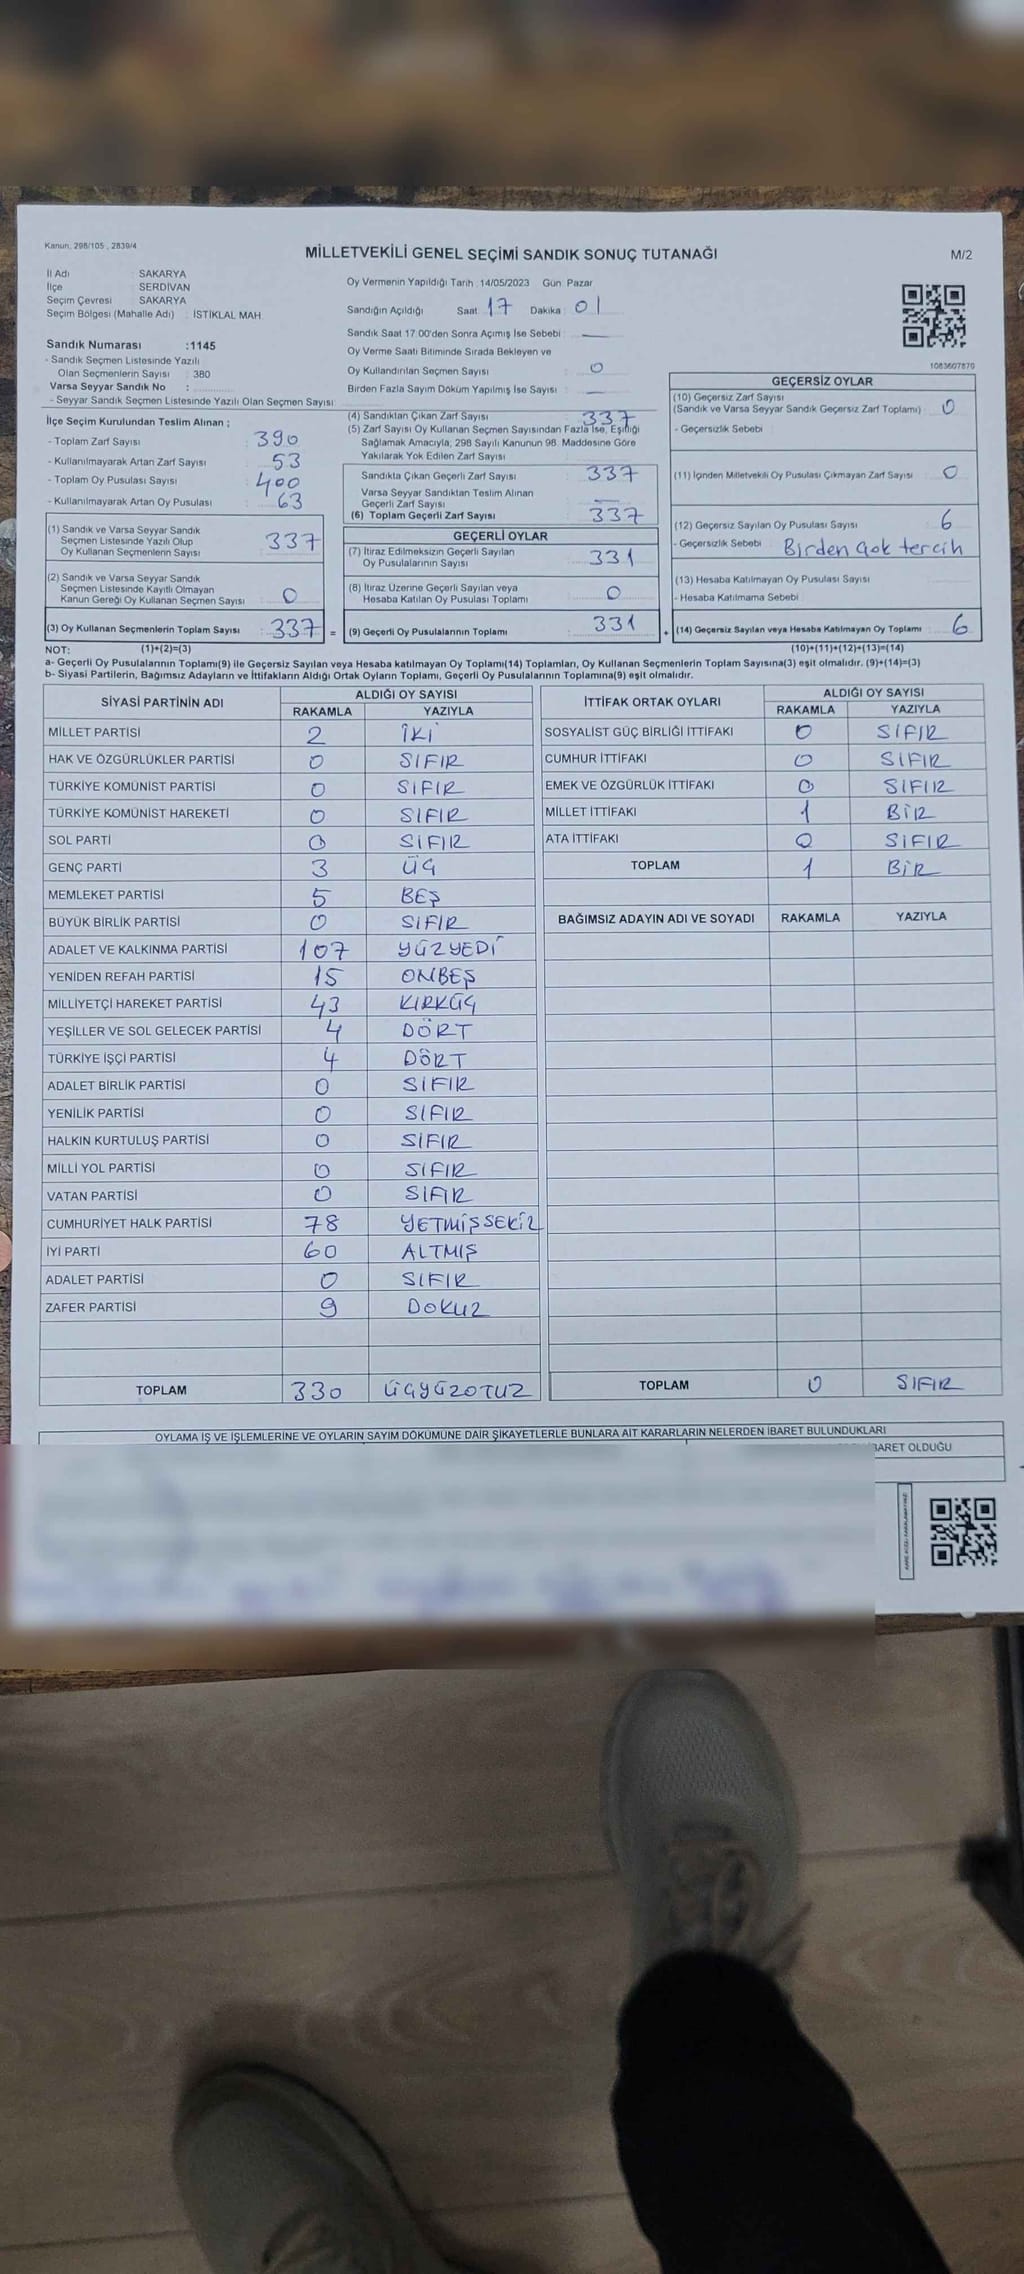 Kanun, 298/105 , 2839/4
MİLLETVEKİLİ GENEL SEÇİMİ SANDIK SONUÇ TUTANAĞI
M/2
İl Adı : SAKARYA
İlçe : SERDİVAN
Seçim Çevresi : SAKARYA
Seçim Bölgesi (Mahalle Adı) : İSTİKLAL MAH.
Sandık Numarası :1145
- Sandık Seçmen Listesinde Yazılı
Olan Seçmenlerin Sayısı : 380
Varsa Seyyar Sandık No :
- Seyyar Sandık Seçmen Listesinde Yazılı Olan Seçmen Sayısı:
Oy Vermenin Yapıldığı Tarih : 14/05/2023 Gün: Pazar
Sandığın Açıldığı Saat: 17 Dakika : 01
Sandık Saat 17:00'den Sonra Açımış İse Sebebi : —
Oy Verme Saati Bitiminde Sırada Bekleyen ve
Oy Kullandırılan Seçmen Sayısı : 0
Birden Fazla Sayım Döküm Yapılmış İse Sayısı : —
1083607870
İlçe Seçim Kurulundan Teslim Alınan ;
- Toplam Zarf Sayısı : 390
- Kullanılmayarak Artan Zarf Sayısı : 53
- Toplam Oy Pusulası Sayısı : 400
- Kullanılmayarak Artan Oy Pusulası : 63
(1) Sandık ve Varsa Seyyar Sandık
Seçmen Listesinde Yazılı Olup
Oy Kullanan Seçmenlerin Sayısı : 337
(2) Sandık ve Varsa Seyyar Sandık
Seçmen Listesinde Kayıtlı Olmayan
Kanun Gereği Oy Kullanan Seçmen Sayısı : 0
(3) Oy Kullanan Seçmenlerin Toplam Sayısı : 337 =
(4) Sandıktan Çıkan Zarf Sayısı : 337
(5) Zarf Sayısı Oy Kullanan Seçmen Sayısından Fazla İse, Eşitliği
Sağlamak Amacıyla, 298 Sayılı Kanunun 98. Maddesine Göre
Yakılarak Yok Edilen Zarf Sayısı :
Sandıkta Çıkan Geçerli Zarf Sayısı : 337
Varsa Seyyar Sandıktan Teslim Alınan
Geçerli Zarf Sayısı : —
(6) Toplam Geçerli Zarf Sayısı : 337
GEÇERLİ OYLAR
(7) İtiraz Edilmeksizin Geçerli Sayılan
Oy Pusulalarının Sayısı : 331
(8) İtiraz Üzerine Geçerli Sayılan veya
Hesaba Katılan Oy Pusulası Toplamı : 0
(9) Geçerli Oy Pusulalarının Toplamı : 331 +
GEÇERSİZ OYLAR
(10) Geçersiz Zarf Sayısı
(Sandık ve Varsa Seyyar Sandık Geçersiz Zarf Toplamı) : 0
- Geçersizlik Sebebi :
(11) İçinden Milletvekili Oy Pusulası Çıkmayan Zarf Sayısı : 0
(12) Geçersiz Sayılan Oy Pusulası Sayısı : 6
- Geçersizlik Sebebi : Birden çok tercih
(13) Hesaba Katılmayan Oy Pusulası Sayısı :
- Hesaba Katılmama Sebebi :
(14) Geçersiz Sayılan veya Hesaba Katılmayan Oy Toplamı : 6
NOT: (1)+(2)=(3) (10)+(11)+(12)+(13)=(14)
a- Geçerli Oy Pusulalarının Toplamı(9) ile Geçersiz Sayılan veya Hesaba katılmayan Oy Toplamı(14) Toplamları, Oy Kullanan Seçmenlerin Toplam Sayısına(3) eşit olmalıdır. (9)+(14)=(3)
b- Siyasi Partilerin, Bağımsız Adayların ve İttifakların Aldığı Ortak Oyların Toplamı, Geçerli Oy Pusulalarının Toplamına(9) eşit olmalıdır.
SİYASİ PARTİNİN ADI ALDIĞI OY SAYISI
RAKAMLA YAZIYLA
MİLLET PARTİSİ 2 İKİ
HAK VE ÖZGÜRLÜKLER PARTİSİ 0 SIFIR
TÜRKİYE KOMÜNİST PARTİSİ 0 SIFIR
TÜRKİYE KOMÜNİST HAREKETİ 0 SIFIR
SOL PARTİ 0 SIFIR
GENÇ PARTİ 3 ÜÇ
MEMLEKET PARTİSİ 5 BEŞ
BÜYÜK BİRLİK PARTİSİ 0 SIFIR
ADALET VE KALKINMA PARTİSİ 107 YÜZYEDİ
YENİDEN REFAH PARTİSİ 15 ONBEŞ
MİLLİYETÇİ HAREKET PARTİSİ 43 KIRKÜÇ
YEŞİLLER VE SOL GELECEK PARTİSİ 4 DÖRT
TÜRKİYE İŞÇİ PARTİSİ 4 DÖRT
ADALET BİRLİK PARTİSİ 0 SIFIR
YENİLİK PARTİSİ 0 SIFIR
HALKIN KURTULUŞ PARTİSİ 0 SIFIR
MİLLİ YOL PARTİSİ 0 SIFIR
VATAN PARTİSİ 0 SIFIR
CUMHURİYET HALK PARTİSİ 78 YETMİŞSEKİZ
İYİ PARTİ 60 ALTMIŞ
ADALET PARTİSİ 0 SIFIR
ZAFER PARTİSİ 9 DOKUZ
TOPLAM 330 ÜÇYÜZOTUZ
İTTİFAK ORTAK OYLARI ALDIĞI OY SAYISI
RAKAMLA YAZIYLA
SOSYALİST GÜÇ BİRLİĞİ İTTİFAKI 0 SIFIR
CUMHUR İTTİFAKI 0 SIFIR
EMEK VE ÖZGÜRLÜK İTTİFAKI 0 SIFIR
MİLLET İTTİFAKI 1 BİR
ATA İTTİFAKI 0 SIFIR
TOPLAM 1 BİR
BAĞIMSIZ ADAYIN ADI VE SOYADI RAKAMLA YAZIYLA
TOPLAM 0 SIFIR
OYLAMA İŞ VE İŞLEMLERİNE VE OYLARIN SAYIM DÖKÜMÜNE DAİR ŞİKAYETLERLE BUNLARA AİT KARARLARIN NELERDEN İBARET BULUNDUKLARI
BARET OLDUĞU